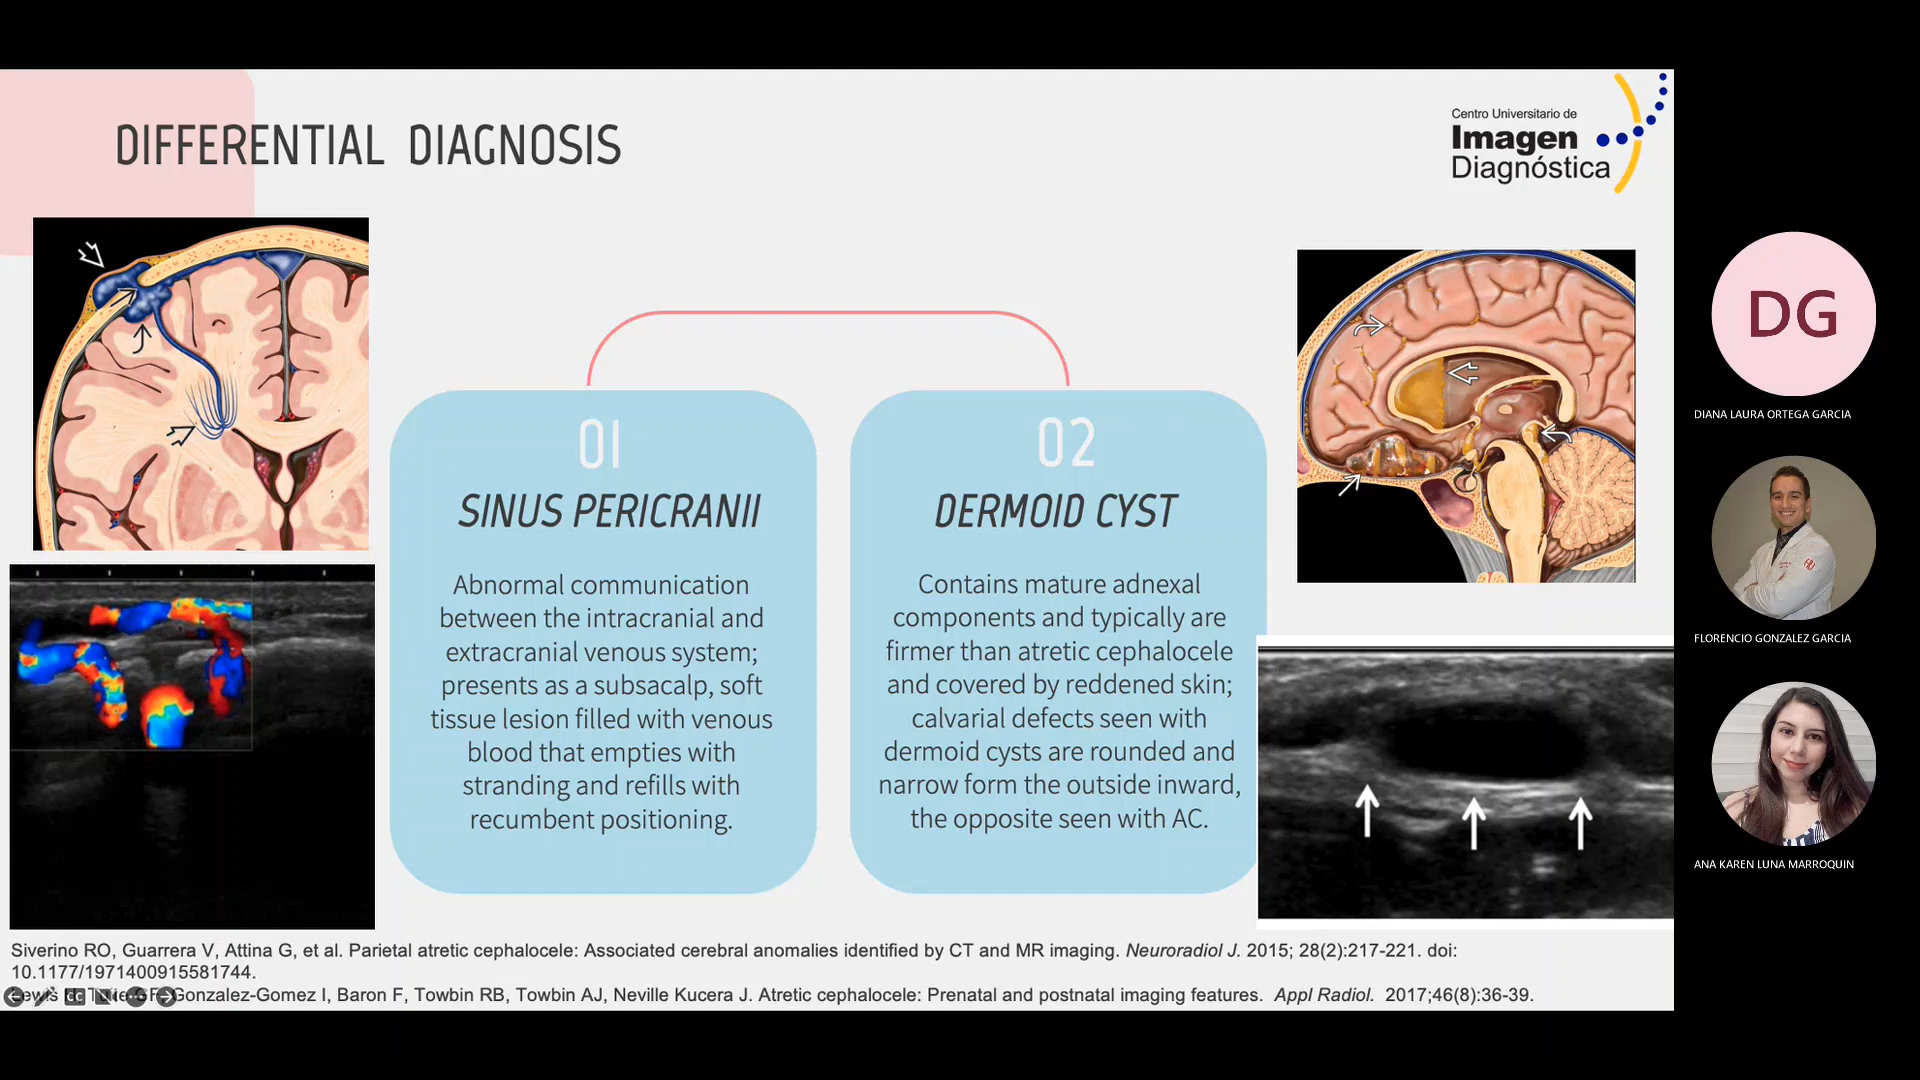 DIFFERENTIAL DIAGNOSIS
Centro Universitario de
Imagen
Diagnóstica
01
SINUS PERICRANII
Abnormal communication
between the intracranial and
extracranial venous system;
presents as a subsacalp, soft
tissue lesion filled with venous
blood that empties with
stranding and refills with
recumbent positioning.
02
DERMOID CYST
Contains mature adnexal
components and typically are
firmer than atretic cephalocele
and covered by reddened skin;
calvarial defects seen with
dermoid cysts are rounded and
narrow form the outside inward,
the opposite seen with AC.
Siverino RO, Guarrera V, Attina G, et al. Parietal atretic cephalocele: Associated cerebral anomalies identified by CT and MR imaging. Neuroradiol J. 2015; 28(2):217-221. doi:
10.1177/1971400915581744.
Gonzalez-Gomez I, Baron F, Towbin RB, Towbin AJ, Neville Kucera J. Atretic cephalocele: Prenatal and postnatal imaging features. Appl Radiol. 2017;46(8):36-39.
DG
DIANA LAURA ORTEGA GARCIA
FLORENCIO GONZALEZ GARCIA
ANA KAREN LUNA MARROQUIN